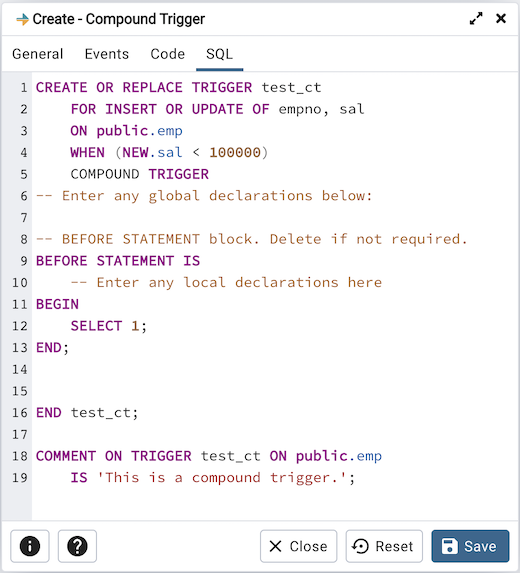 Create - Compound Trigger
General Events Code SQL
1 CREATE OR REPLACE TRIGGER test_ct
2 FOR INSERT OR UPDATE OF empno, sal
3 ON public.emp
4 WHEN (NEW.sal < 100000)
5 COMPOUND TRIGGER
6 -- Enter any global declarations below:
7
8 -- BEFORE STATEMENT block. Delete if not required.
9 BEFORE STATEMENT IS
10 -- Enter any local declarations here
11 BEGIN
12 SELECT 1;
13 END;
14
15
16 END test_ct;
17
18 COMMENT ON TRIGGER test_ct ON public.emp
19 IS 'This is a compound trigger.';
Close Reset Save